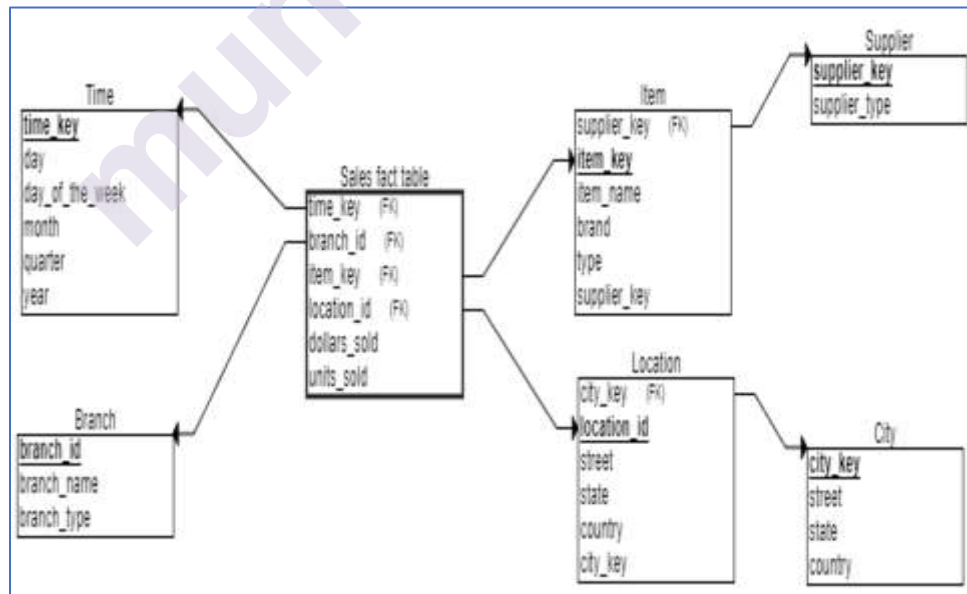 Time
time_key
day
day_of_the_week
month
quarter
year
Branch
branch_id
branch_name
branch_type
Sales fact table
time_key (FK)
branch_id (FK)
item_key (FK)
location_id (FK)
dollars_sold
units_sold
Item
supplier_key (FK)
item_key
item_name
brand
type
supplier_key
Supplier
supplier_key
supplier_type
Location
city_key (FK)
location_id
street
state
country
city_key
City
city_key
street
state
country